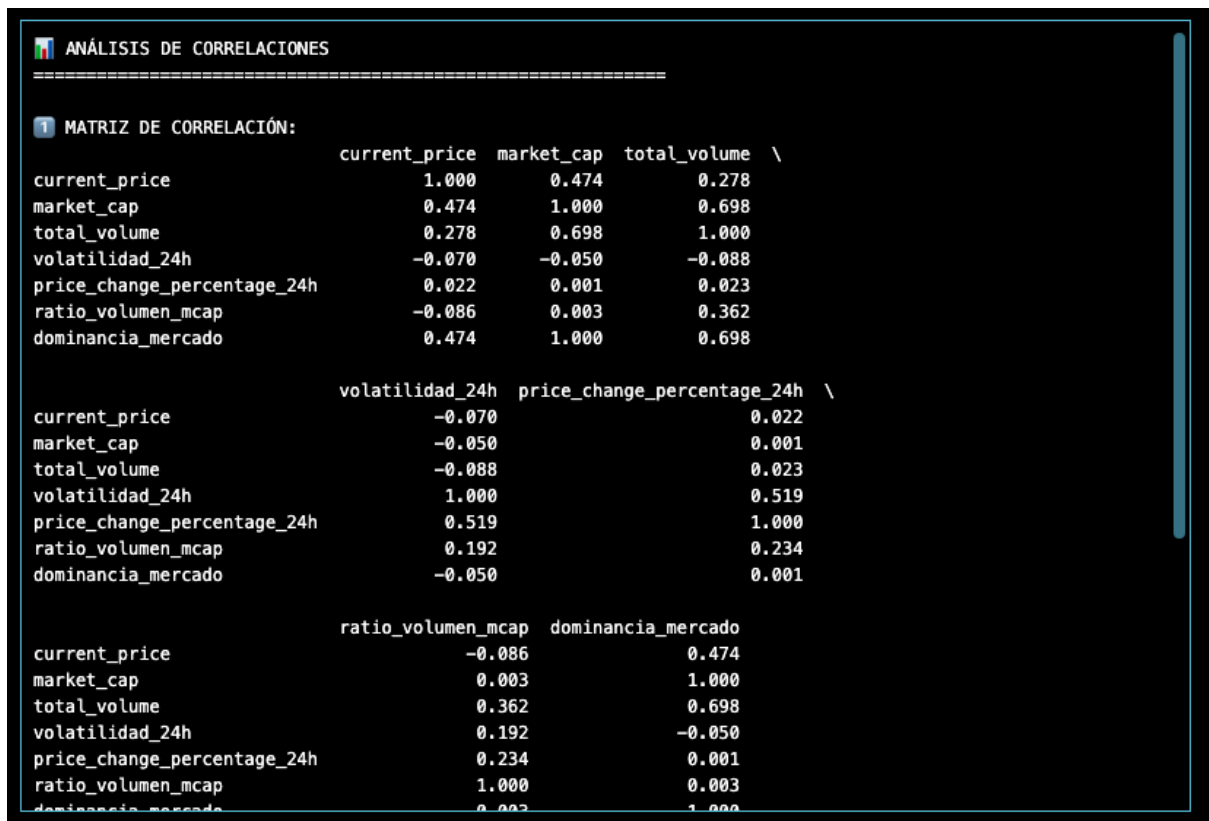 📊 ANÁLISIS DE CORRELACIONES
============================================================
1️⃣ MATRIZ DE CORRELACIÓN:
current_price market_cap total_volume \
current_price 1.000 0.474 0.278
market_cap 0.474 1.000 0.698
total_volume 0.278 0.698 1.000
volatilidad_24h -0.070 -0.050 -0.088
price_change_percentage_24h 0.022 0.001 0.023
ratio_volumen_mcap -0.086 0.003 0.362
dominancia_mercado 0.474 1.000 0.698
volatilidad_24h price_change_percentage_24h \
current_price -0.070 0.022
market_cap -0.050 0.001
total_volume -0.088 0.023
volatilidad_24h 1.000 0.519
price_change_percentage_24h 0.519 1.000
ratio_volumen_mcap 0.192 0.234
dominancia_mercado -0.050 0.001
ratio_volumen_mcap dominancia_mercado
current_price -0.086 0.474
market_cap 0.003 1.000
total_volume 0.362 0.698
volatilidad_24h 0.192 -0.050
price_change_percentage_24h 0.234 0.001
ratio_volumen_mcap 1.000 0.003
dominancia_mercado 0.003 1.000